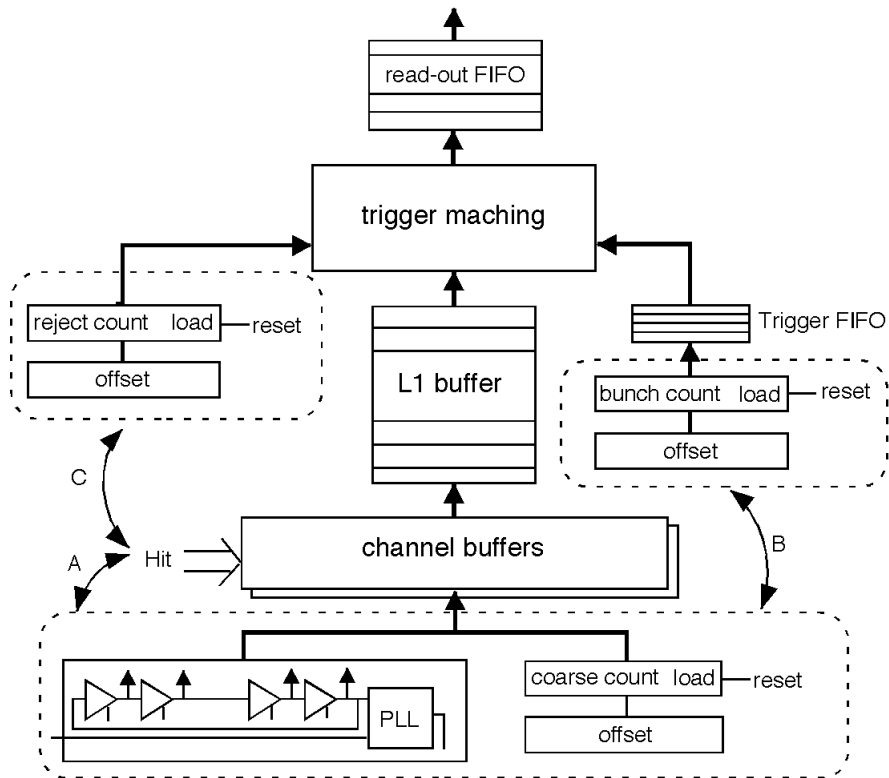 read-out FIFO
trigger maching
reject count load reset
offset
Trigger FIFO
L1 buffer
bunch count load reset
offset
C
channel buffers
A
Hit
B
coarse count load reset
PLL
offset